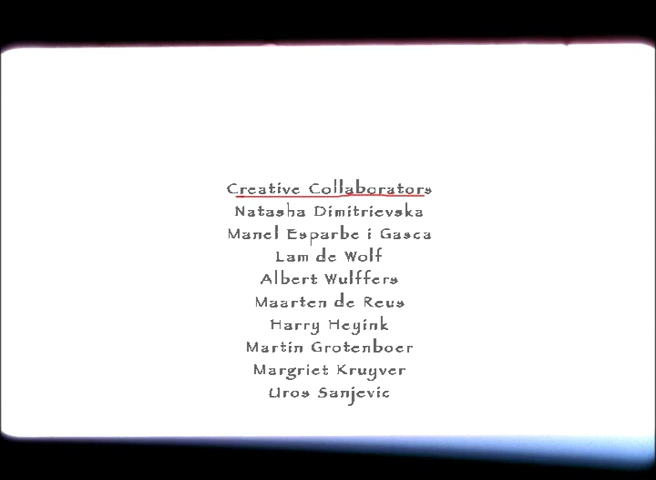 Creative Collaborators
Natasha Dimitrievska
Manel Esparbe i Gasca
Lam de Wolf
Albert Wulffers
Maarten de Reus
Harry Heyink
Martin Grotenboer
Margriet Kruyver
Uros Sanjevic